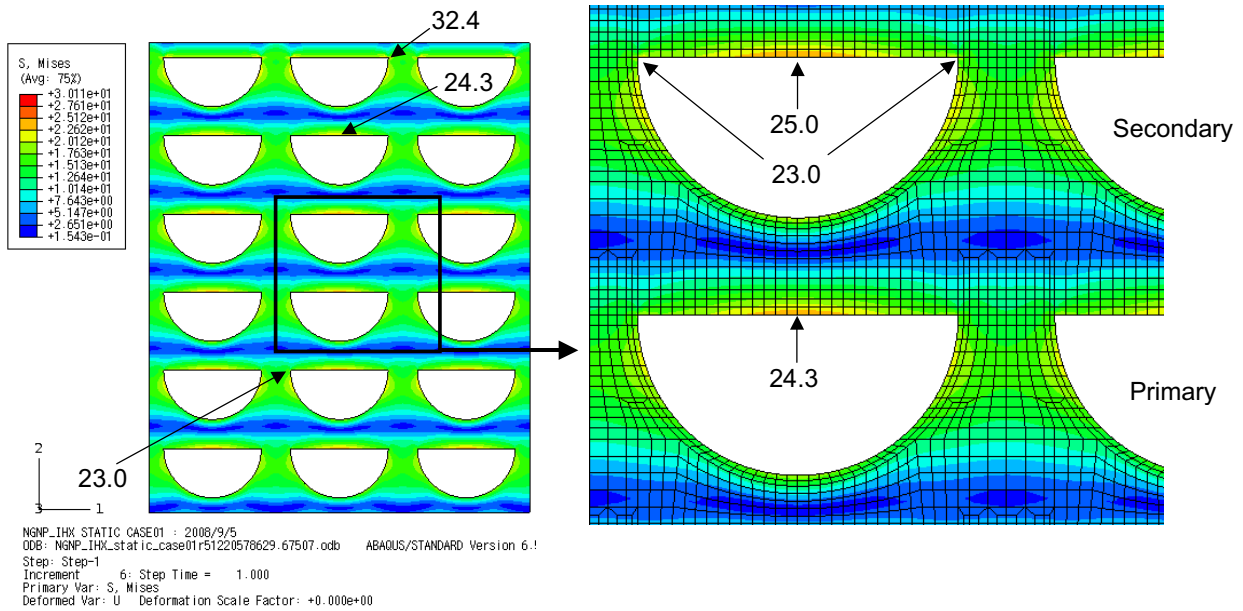 32.4
24.3
S, Mises
(Avg: 75%)
+3.011e+01
+2.761e+01
+2.512e+01
+2.262e+01
+2.012e+01
+1.763e+01
+1.513e+01
+1.264e+01
+1.014e+01
+7.643e+00
+5.147e+00
+2.651e+00
+1.543e-01
23.0
2
3
1
NGNP_IHX STATIC CASE01 : 2008/9/5
ODB: NGNP_IHX_static_case01r51220578629.67507.odb ABAQUS/STANDARD Version 6.
Step: Step-1
Increment 6: Step Time = 1.000
Primary Var: S, Mises
Deformed Var: U Deformation Scale Factor: +0.000e+00
25.0
23.0
Secondary
24.3
Primary